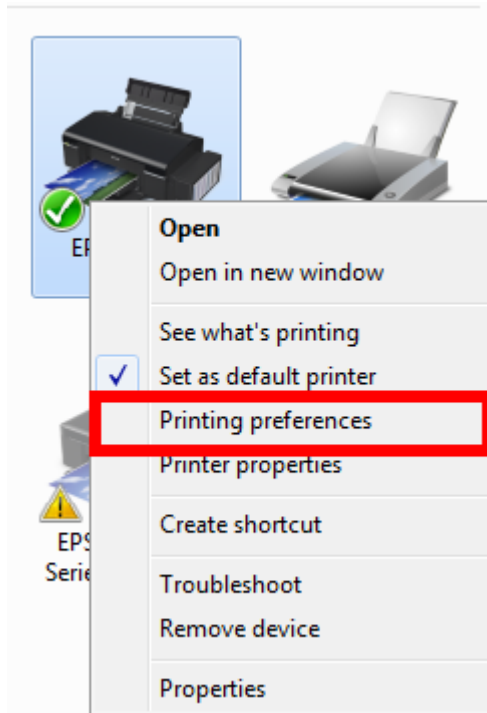 Open
Open in new window
See what's printing
Set as default printer
Printing preferences
Printer properties
Create shortcut
Troubleshoot
Remove device
Properties